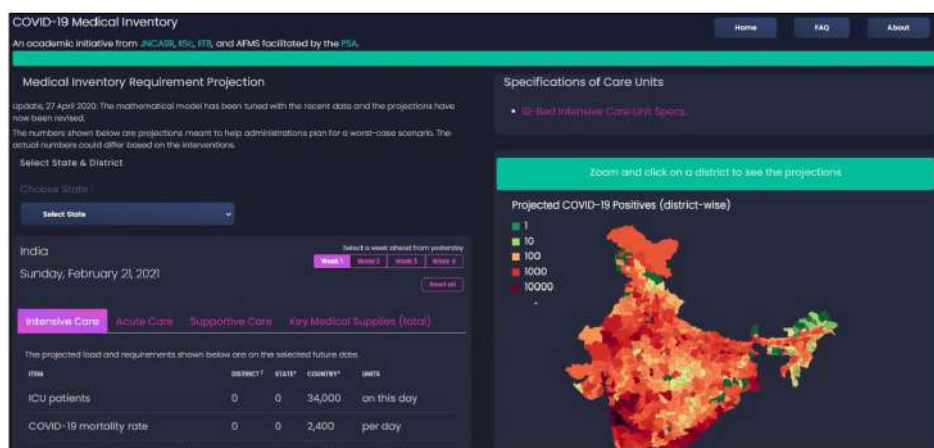 COVID-19 Medical Inventory
An academic initiative from JNCASR, IISc, IITB, and AFMS facilitated by the PSA.
Home
FAQ
About
Medical Inventory Requirement Projection
Update, 27 April 2020: The mathematical model has been tuned with the recent data and the projections have
now been revised.
The numbers shown below are projections meant to help administrations plan for a worst-case scenario. The
actual numbers could differ based on the interventions.
Select State & District
Choose State :
Select State
India
Sunday, February 21, 2021
Select a week ahead from yesterday
Week 1 Week 2 Week 3 Week 4
Reset all
Intensive Care Acute Care Supportive Care Key Medical Supplies (total)
The projected load and requirements shown below are on the selected future date.
ITEM DISTRICT† STATE* COUNTRY* UNITS
ICU patients 0 0 34,000 on this day
COVID-19 mortality rate 0 0 2,400 per day
Specifications of Care Units
• 10-Bed Intensive Care Unit Specs.
Zoom and click on a district to see the projections
Projected COVID-19 Positives (district-wise)
1
10
100
1000
10000